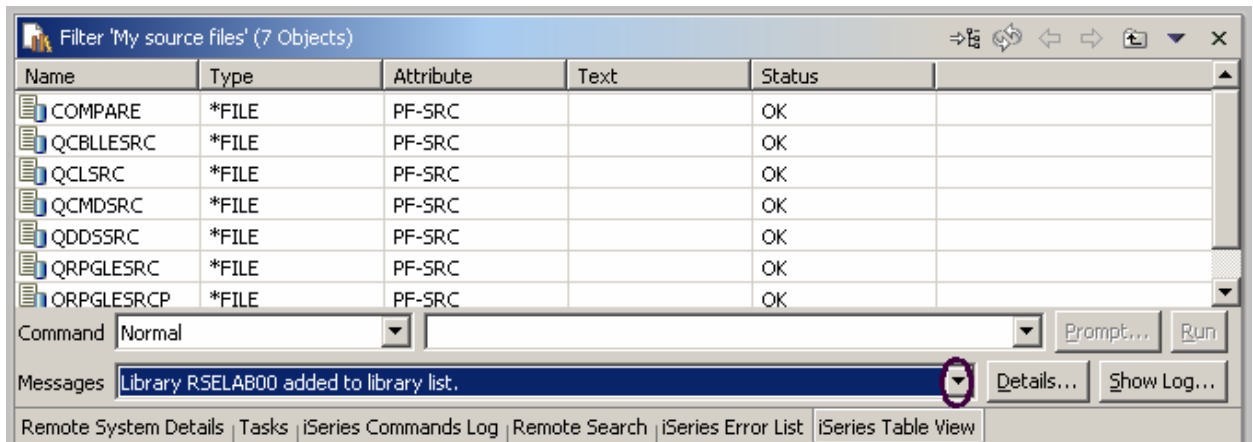 Filter 'My source files' (7 Objects)
Name Type Attribute Text Status
COMPARE *FILE PF-SRC OK
QCBLLESRC *FILE PF-SRC OK
QCLSRC *FILE PF-SRC OK
QCMDSRC *FILE PF-SRC OK
QDDSSRC *FILE PF-SRC OK
QRPGLESRC *FILE PF-SRC OK
QRPGLESRCP *FILE PF-SRC OK
Command Normal Prompt... Run
Messages Library RSELAB00 added to library list. Details... Show Log...
Remote System Details Tasks iSeries Commands Log Remote Search iSeries Error List iSeries Table View